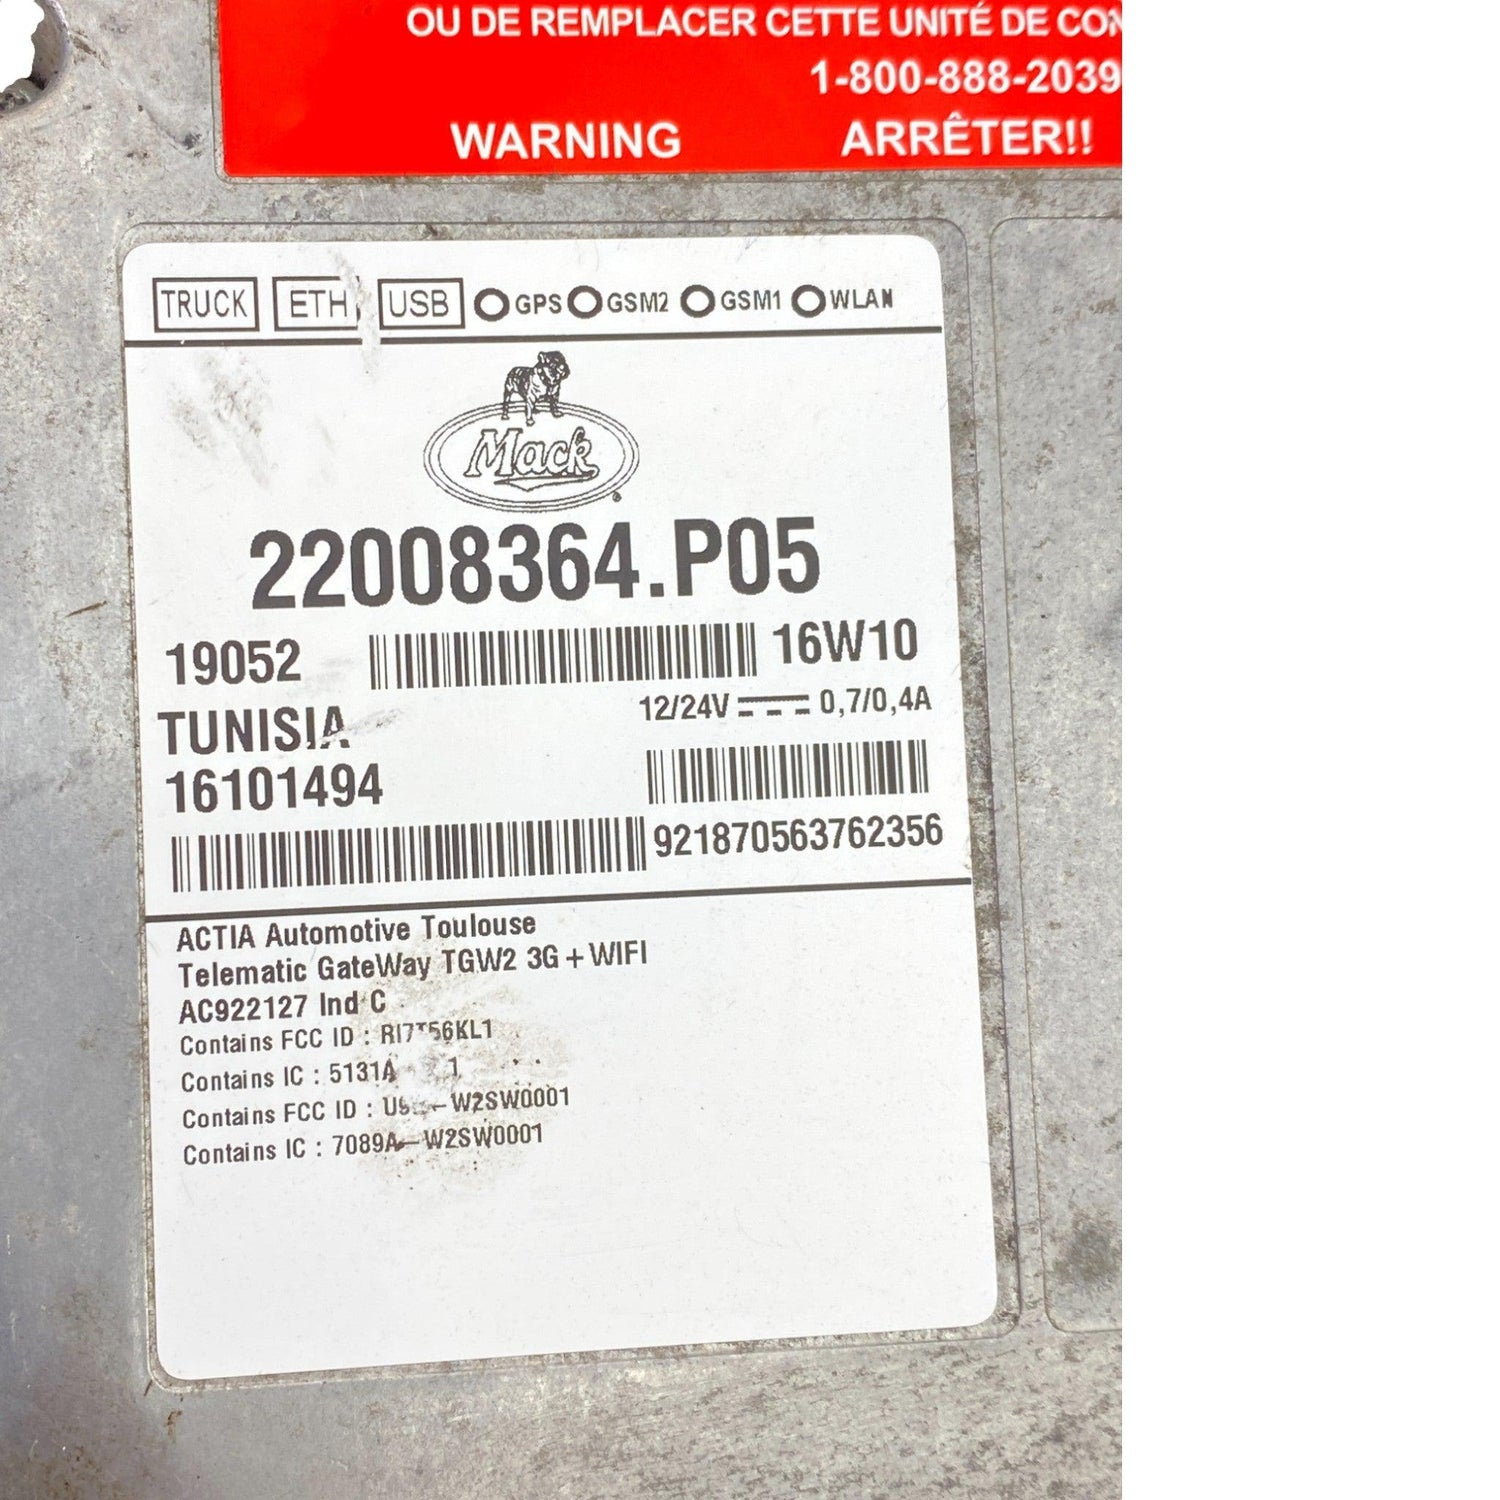 OU DE REMPLACER CETTE UNITÉ DE
1-800-888-2039
WARNING ARRÊTER!!
TRUCK ETH USB GPS GSM2 GSM1 WLAN
Mack
22008364.P05
19052 16W10
12/24V 0,7/0,4A
TUNISIA
16101494
921870563762356
ACTIA Automotive Toulouse
Telematic GateWay TGW2 3G+WIFI
AC922127 Ind C
Contains FCC ID : RI7T56KL1
Contains IC :
Contains FCC ID :
Contains IC : 7089A-W2SW0001